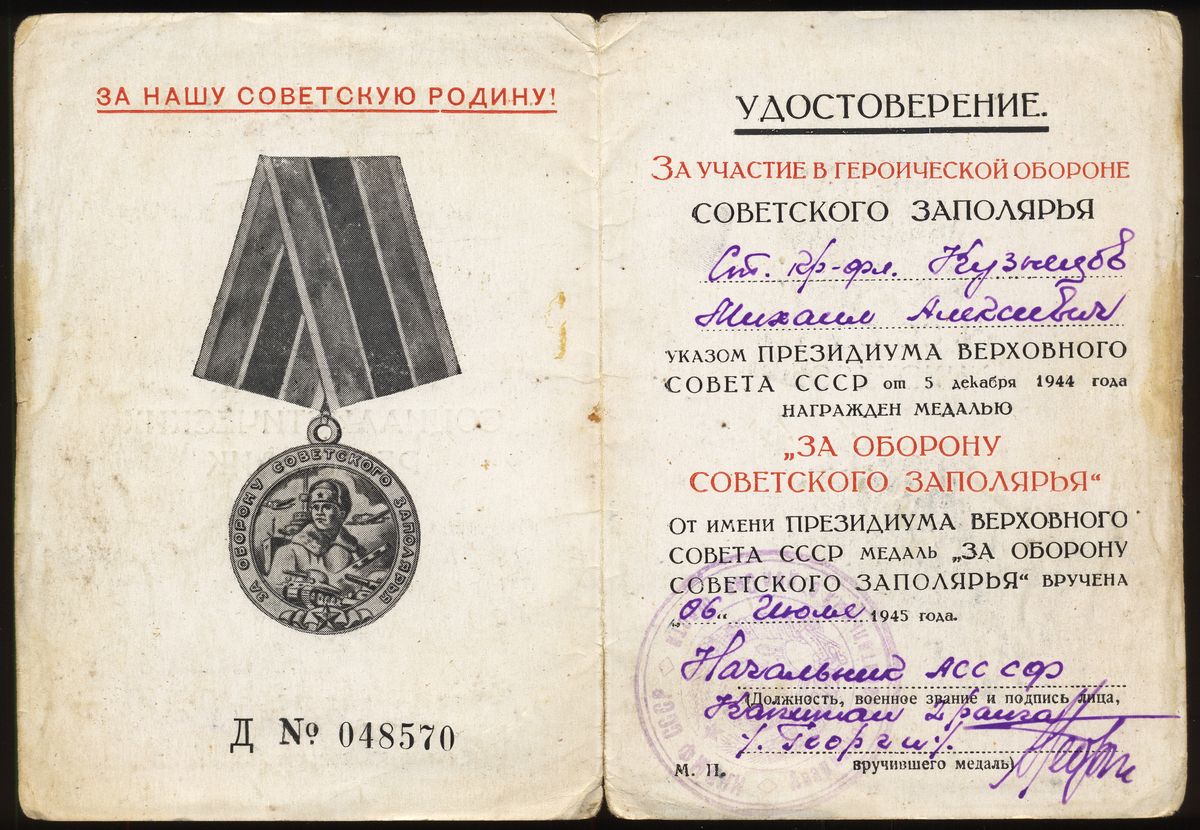 ЗА НАШУ СОВЕТСКУЮ РОДИНУ!
ЗА ОБОРОНУ СОВЕТСКОГО ЗАПОЛЯРЬЯ
Д № 048570
УДОСТОВЕРЕНИЕ.
ЗА УЧАСТИЕ В ГЕРОИЧЕСКОЙ ОБОРОНЕ
СОВЕТСКОГО ЗАПОЛЯРЬЯ
Ст. кр-фл. Кузнецов
Михаил Алексеевич
УКАЗОМ ПРЕЗИДИУМА ВЕРХОВНОГО
СОВЕТА СССР от 5 декабря 1944 года
НАГРАЖДЕН МЕДАЛЬЮ
„ЗА ОБОРОНУ
СОВЕТСКОГО ЗАПОЛЯРЬЯ“
ОТ ИМЕНИ ПРЕЗИДИУМА ВЕРХОВНОГО
СОВЕТА СССР МЕДАЛЬ „ЗА ОБОРОНУ
СОВЕТСКОГО ЗАПОЛЯРЬЯ“ ВРУЧЕНА
„06“ Июля 1945 года.
Начальник АСС СФ
(Должность, военное звание и подпись лица,
Капитан 2 ранга
/. Георги /.
М. П. вручившего медаль)